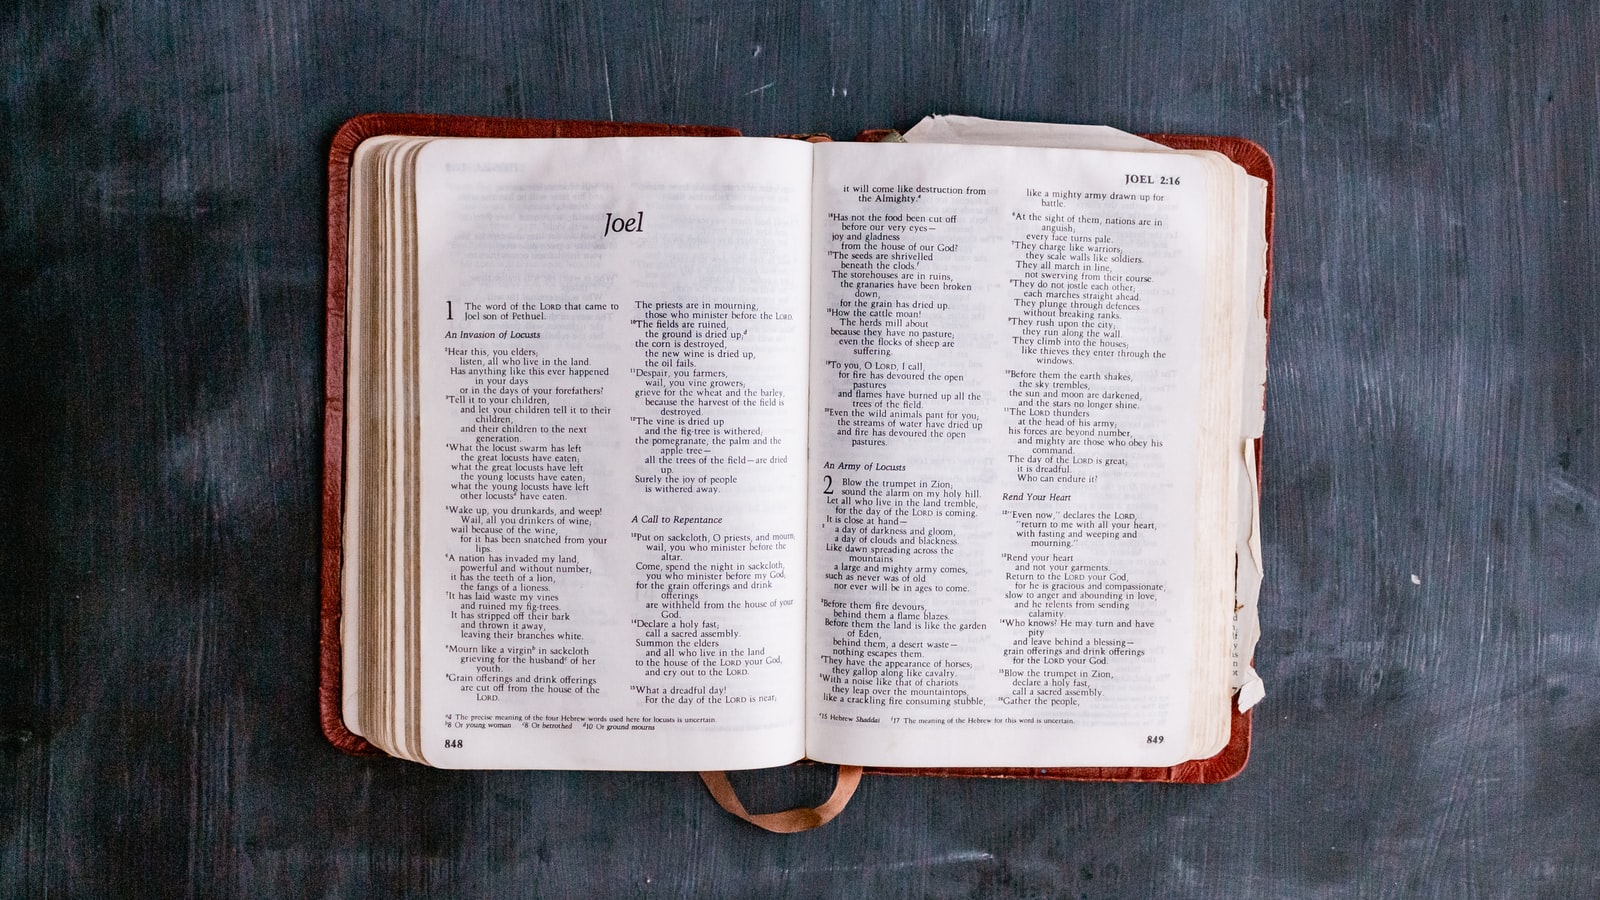 Joel
1 The word of the LORD that came to
Joel son of Pethuel.
An Invasion of Locusts
²Hear this, you elders;
listen, all who live in the land.
Has anything like this ever happened
in your days
or in the days of your forefathers?
³Tell it to your children,
and let your children tell it to their
children,
and their children to the next
generation.
⁴What the locust swarm has left
the great locusts have eaten;
what the great locusts have left
the young locusts have eaten;
what the young locusts have left
other locustsᵃ have eaten.
⁵Wake up, you drunkards, and weep!
Wail, all you drinkers of wine;
wail because of the wine,
for it has been snatched from your
lips.
⁶A nation has invaded my land,
powerful and without number;
it has the teeth of a lion,
the fangs of a lioness.
⁷It has laid waste my vines
and ruined my fig-trees.
It has stripped off their bark
and thrown it away,
leaving their branches white.
⁸Mourn like a virginᵇ in sackcloth
grieving for the husbandᶜ of her
youth.
⁹Grain offerings and drink offerings
are cut off from the house of the
LORD.
The priests are in mourning,
those who minister before the LORD.
¹⁰The fields are ruined,
the ground is dried up;ᵈ
the corn is destroyed,
the new wine is dried up,
the oil fails.
¹¹Despair, you farmers,
wail, you vine growers;
grieve for the wheat and the barley,
because the harvest of the field is
destroyed.
¹²The vine is dried up
and the fig-tree is withered;
the pomegranate, the palm and the
apple tree—
all the trees of the field—are dried
up.
Surely the joy of people
is withered away.
A Call to Repentance
¹³Put on sackcloth, O priests, and mourn;
wail, you who minister before the
altar.
Come, spend the night in sackcloth,
you who minister before my God;
for the grain offerings and drink
offerings
are withheld from the house of your
God.
¹⁴Declare a holy fast;
call a sacred assembly.
Summon the elders
and all who live in the land
to the house of the LORD your God,
and cry out to the LORD.
¹⁵What a dreadful day!
For the day of the LORD is near;
ᵃ4 The precise meaning of the four Hebrew words used here for locusts is uncertain.
ᵇ8 Or young woman ᶜ8 Or betrothed ᵈ10 Or ground mourns
848
JOEL 2:16
it will come like destruction from
the Almighty.ᵉ
¹⁶Has not the food been cut off
before our very eyes—
joy and gladness
from the house of our God?
¹⁷The seeds are shrivelled
beneath the clods.ᶠ
The storehouses are in ruins,
the granaries have been broken
down,
for the grain has dried up.
¹⁸How the cattle moan!
The herds mill about
because they have no pasture;
even the flocks of sheep are
suffering.
¹⁹To you, O LORD, I call,
for fire has devoured the open
pastures
and flames have burned up all the
trees of the field.
²⁰Even the wild animals pant for you;
the streams of water have dried up
and fire has devoured the open
pastures.
An Army of Locusts
2 Blow the trumpet in Zion;
sound the alarm on my holy hill.
Let all who live in the land tremble,
for the day of the LORD is coming.
It is close at hand—
² a day of darkness and gloom,
a day of clouds and blackness.
Like dawn spreading across the
mountains
a large and mighty army comes,
such as never was of old
nor ever will be in ages to come.
³Before them fire devours,
behind them a flame blazes.
Before them the land is like the garden
of Eden,
behind them, a desert waste—
nothing escapes them.
⁴They have the appearance of horses;
they gallop along like cavalry.
⁵With a noise like that of chariots
they leap over the mountaintops,
like a crackling fire consuming stubble,
like a mighty army drawn up for
battle.
⁶At the sight of them, nations are in
anguish;
every face turns pale.
⁷They charge like warriors;
they scale walls like soldiers.
They all march in line,
not swerving from their course.
⁸They do not jostle each other;
each marches straight ahead.
They plunge through defences
without breaking ranks.
⁹They rush upon the city;
they run along the wall.
They climb into the houses;
like thieves they enter through the
windows.
¹⁰Before them the earth shakes,
the sky trembles,
the sun and moon are darkened,
and the stars no longer shine.
¹¹The LORD thunders
at the head of his army;
his forces are beyond number,
and mighty are those who obey his
command.
The day of the LORD is great;
it is dreadful.
Who can endure it?
Rend Your Heart
¹²"Even now," declares the LORD,
"return to me with all your heart,
with fasting and weeping and
mourning."
¹³Rend your heart
and not your garments.
Return to the LORD your God,
for he is gracious and compassionate,
slow to anger and abounding in love,
and he relents from sending
calamity.
¹⁴Who knows? He may turn and have
pity
and leave behind a blessing—
grain offerings and drink offerings
for the LORD your God.
¹⁵Blow the trumpet in Zion,
declare a holy fast,
call a sacred assembly.
¹⁶Gather the people,
ᵉ15 Hebrew Shaddai ᶠ17 The meaning of the Hebrew for this word is uncertain.
849